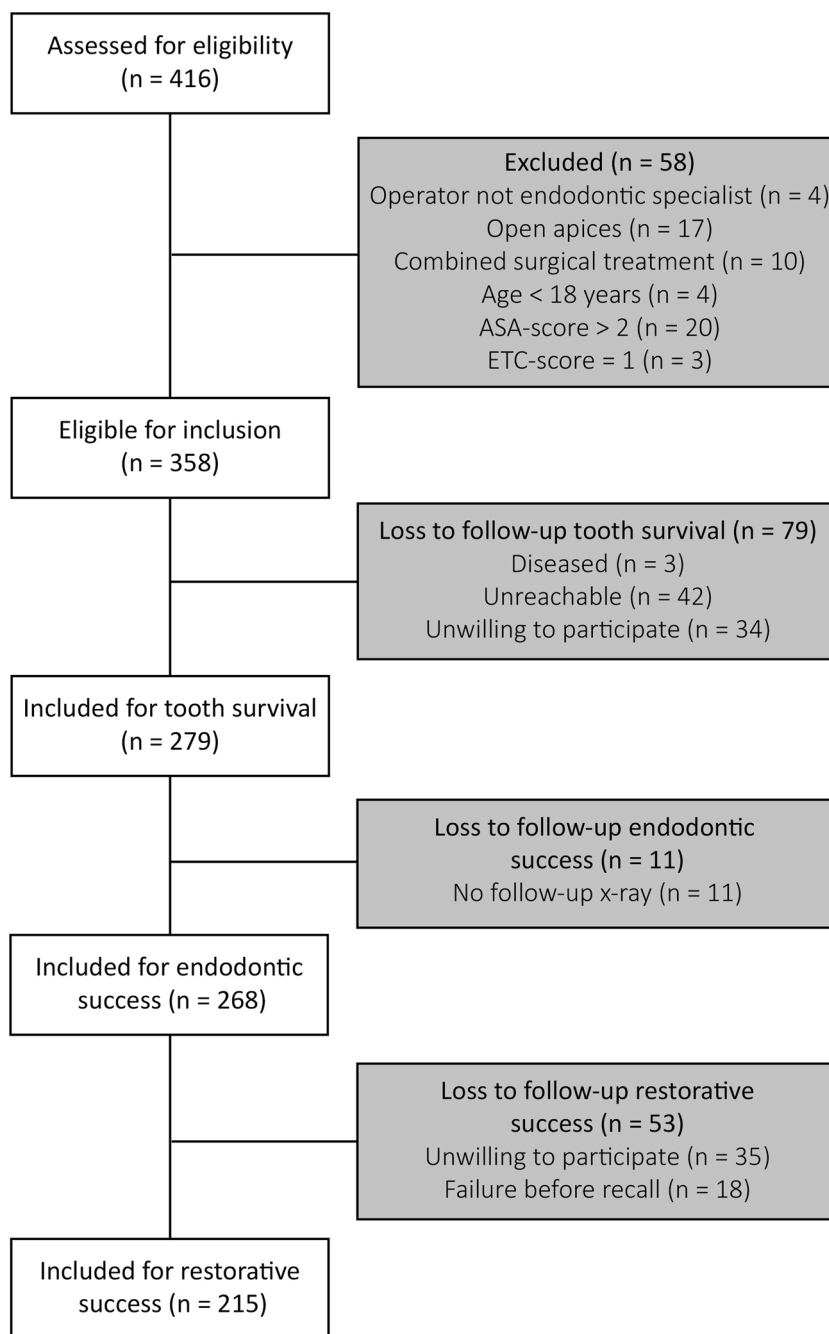 Assessed for eligibility
(n = 416)
Excluded (n = 58)
Operator not endodontic specialist (n = 4)
Open apices (n = 17)
Combined surgical treatment (n = 10)
Age < 18 years (n = 4)
ASA-score > 2 (n = 20)
ETC-score = 1 (n = 3)
Eligible for inclusion
(n = 358)
Loss to follow-up tooth survival (n = 79)
Diseased (n = 3)
Unreachable (n = 42)
Unwilling to participate (n = 34)
Included for tooth survival
(n = 279)
Loss to follow-up endodontic
success (n = 11)
No follow-up x-ray (n = 11)
Included for endodontic
success (n = 268)
Loss to follow-up restorative
success (n = 53)
Unwilling to participate (n = 35)
Failure before recall (n = 18)
Included for restorative
success (n = 215)